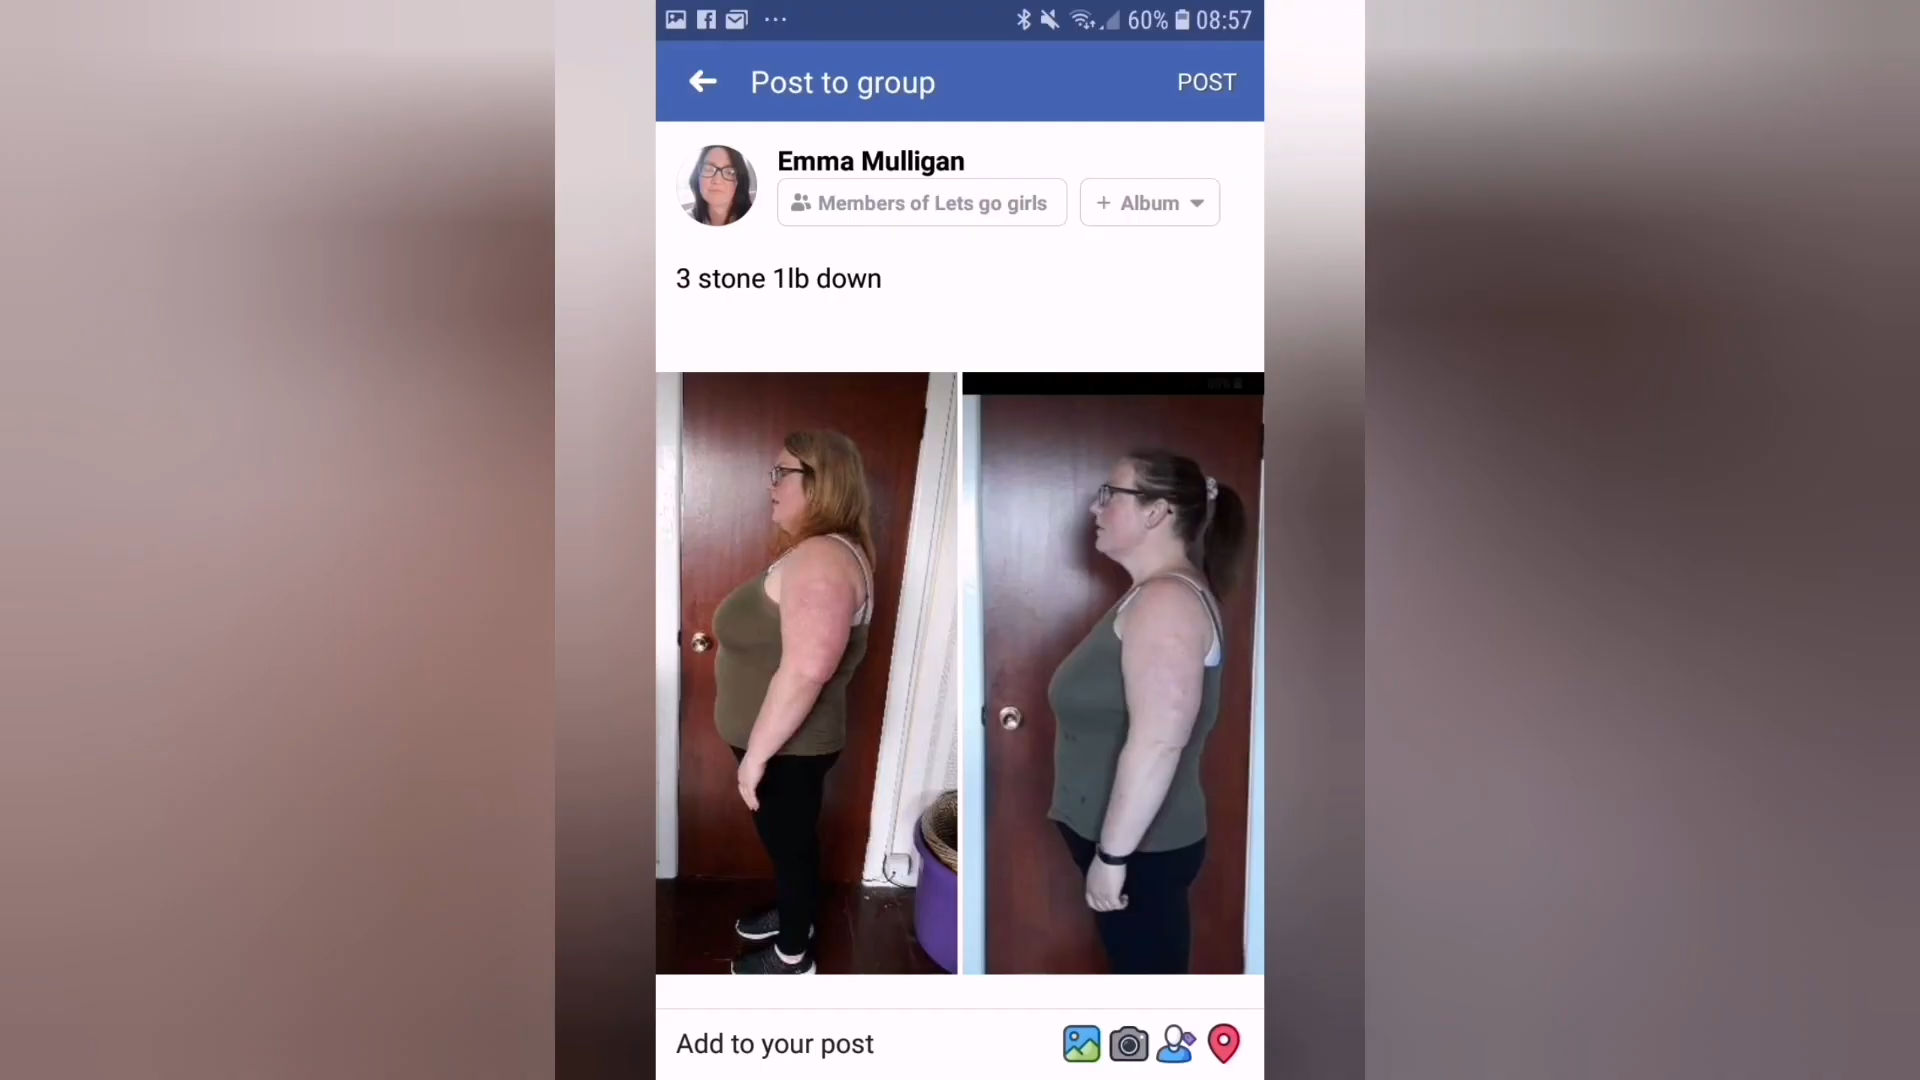 60% 08:57
Post to group POST
Emma Mulligan
Members of Lets go girls + Album
3 stone 1lb down
Add to your post